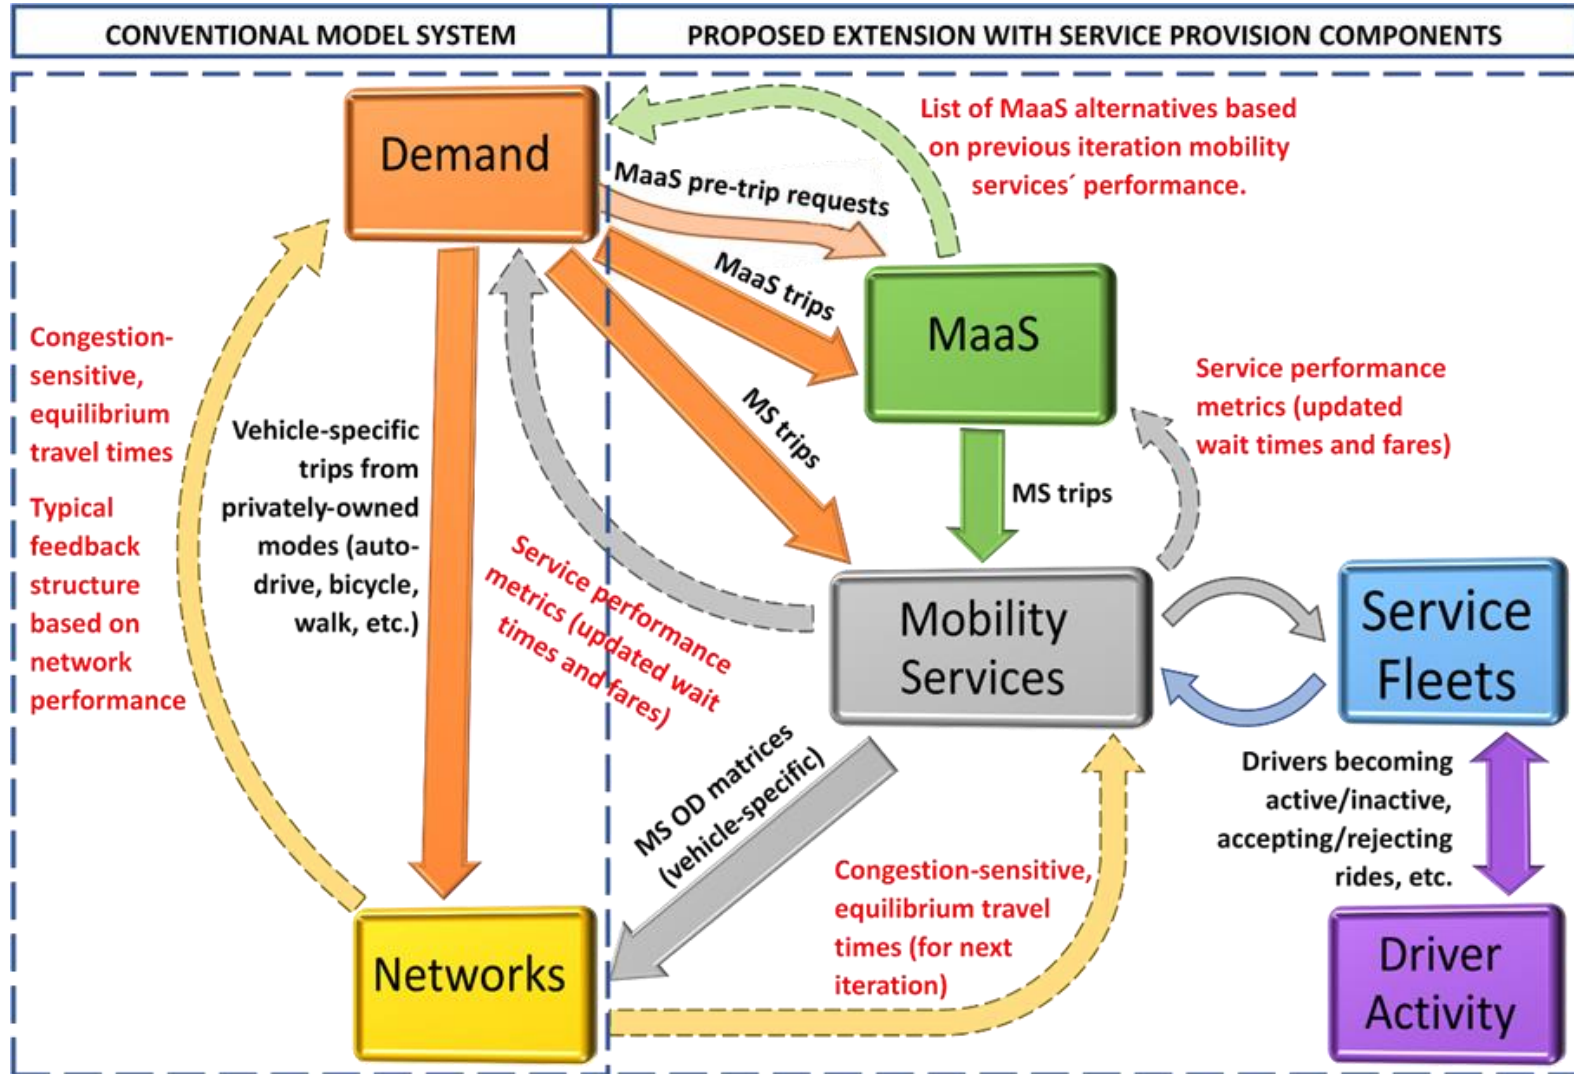 CONVENTIONAL MODEL SYSTEM
PROPOSED EXTENSION WITH SERVICE PROVISION COMPONENTS
Demand
List of MaaS alternatives based
on previous iteration mobility
services´ performance.
MaaS pre-trip requests
MaaS trips
MS trips
MaaS
Congestion-
sensitive,
equilibrium
travel times
Typical
feedback
structure
based on
network
performance
Vehicle-specific
trips from
privately-owned
modes (auto-
drive, bicycle,
walk, etc.)
Service performance
metrics (updated wait
times and fares)
Service performance
metrics (updated
wait times and fares)
MS trips
Mobility
Services
Service
Fleets
MS OD matrices
(vehicle-specific)
Drivers becoming
active/inactive,
accepting/rejecting
rides, etc.
Congestion-sensitive,
equilibrium travel
times (for next
iteration)
Networks
Driver
Activity